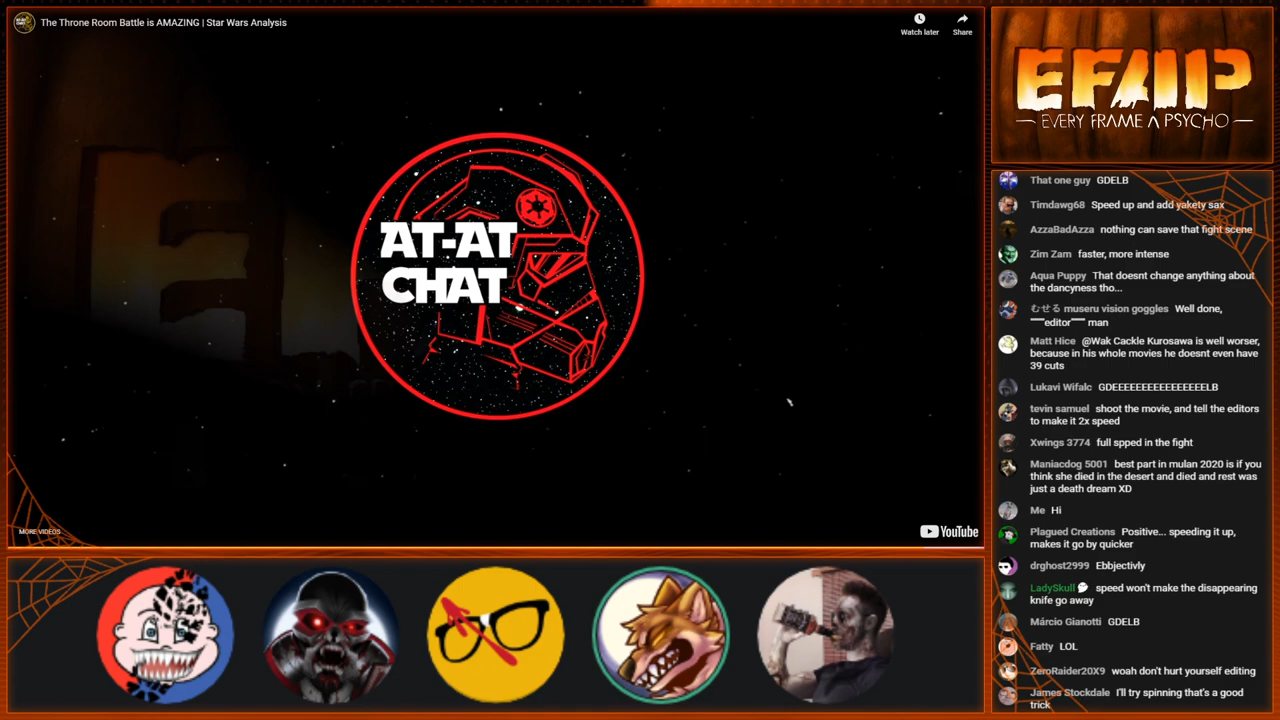 The Throne Room Battle is AMAZING | Star Wars Analysis
Watch later
Share
AT-AT
CHAT
MORE VIDEOS
YouTube
EFAP
EVERY FRAME A PSYCHO
That one guy GDELB
Timdawg68 Speed up and add yakety sax
AzzaBadAzza nothing can save that fight scene
Zim Zam faster, more intense
Aqua Puppy That doesnt change anything about
the dancyness tho...
むせる museru vision goggles Well done,
""""editor"""" man
Matt Hice @Wak Cackle Kurosawa is well worser,
because in his whole movies he doesnt even have
39 cuts
Lukavi Wifalc GDEEEEEEEEEEEEEEEELB
tevin samuel shoot the movie, and tell the editors
to make it 2x speed
Xwings 3774 full spped in the fight
Maniacdog 5001 best part in mulan 2020 is if you
think she died in the desert and died and rest was
just a death dream XD
Me Hi
Plagued Creations Positive... speeding it up,
makes it go by quicker
drghost2999 Ebbjectivly
LadySkull speed won't make the disappearing
knife go away
Márcio Gianotti GDELB
Fatty LOL
ZeroRaider20X9 woah don't hurt yourself editing
James Stockdale I'll try spinning that's a good
trick